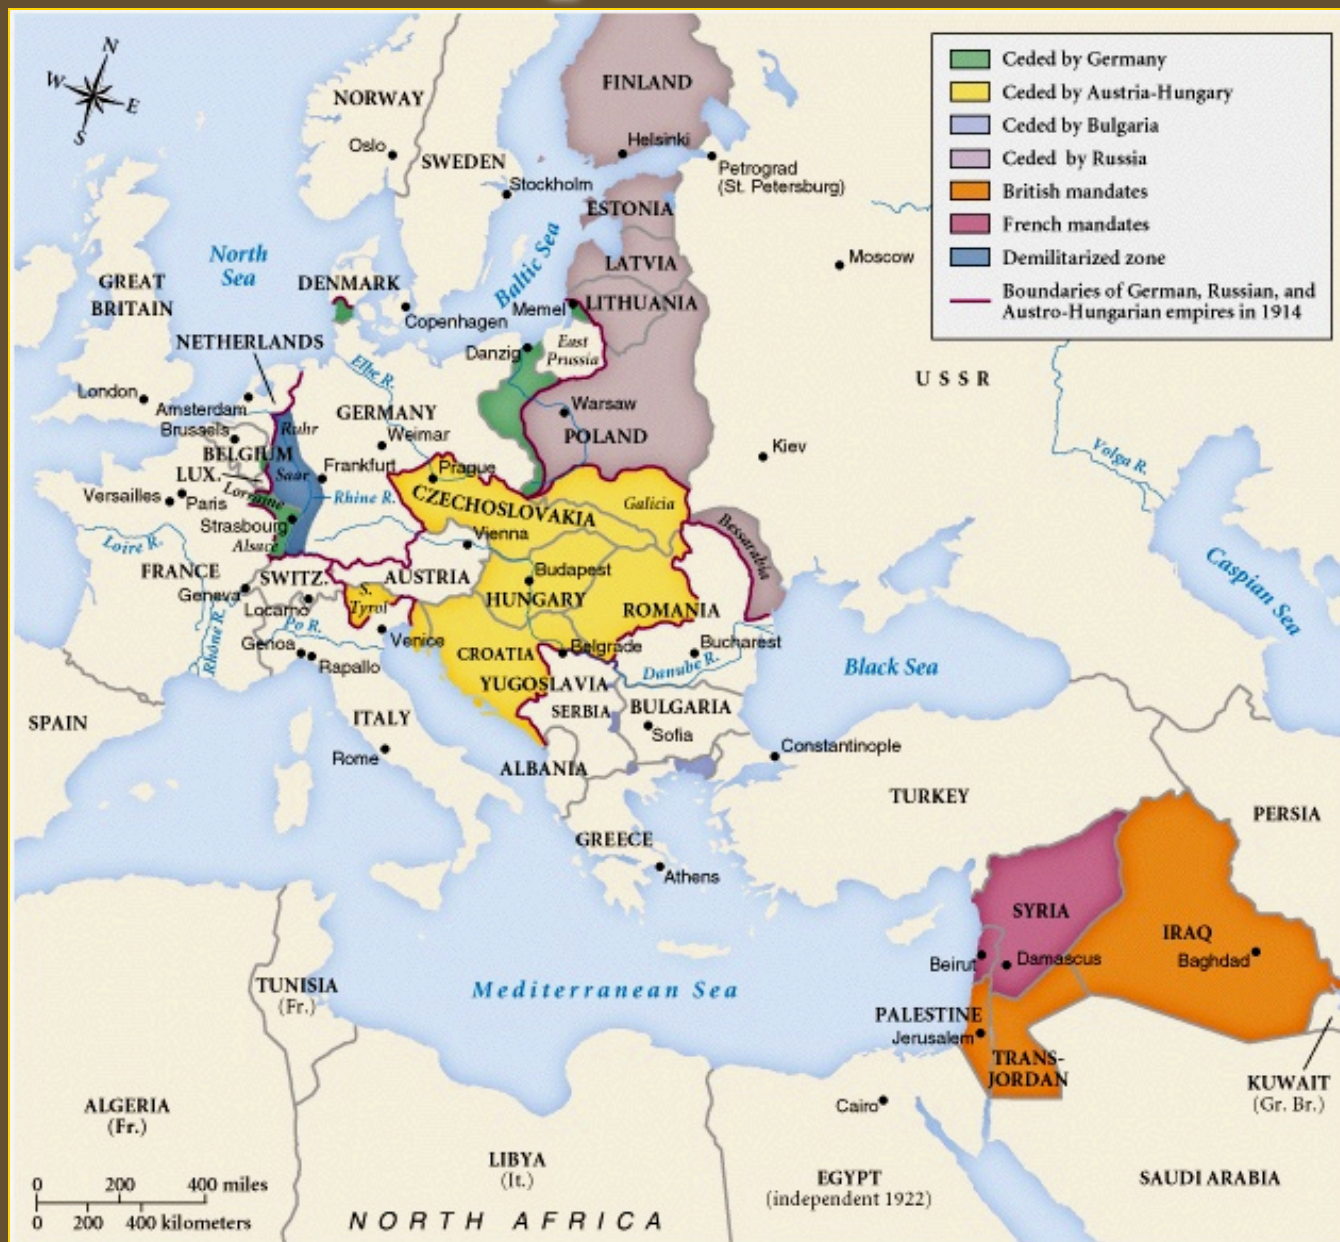 N
W
E
S
Ceded by Germany
Ceded by Austria-Hungary
Ceded by Bulgaria
Ceded by Russia
British mandates
French mandates
Demilitarized zone
Boundaries of German, Russian, and
Austro-Hungarian empires in 1914
FINLAND
NORWAY
Helsinki
Oslo
SWEDEN
Petrograd
(St. Petersburg)
Stockholm
ESTONIA
North
Sea
Baltic Sea
LATVIA
Moscow
GREAT
BRITAIN
DENMARK
Memel
LITHUANIA
Copenhagen
NETHERLANDS
Danzig
East
Prussia
Elbe R.
USSR
London
Amsterdam
Warsaw
GERMANY
Ruhr
Brussels
Weimar
POLAND
Kiev
BELGIUM
Volga R.
LUX.
Saar
Frankfurt
Prague
Versailles
Paris
Lorraine
Rhine R.
CZECHOSLOVAKIA
Galicia
Strasbourg
Alsace
Vienna
Bessarabia
Loire R.
FRANCE
SWITZ.
AUSTRIA
Budapest
Caspian Sea
Geneva
S.
Tyrol
HUNGARY
ROMANIA
Locarno
Po R.
Rhône R.
Venice
Genoa
Rapallo
CROATIA
Belgrade
Bucharest
Danube R.
Black Sea
YUGOSLAVIA
SPAIN
ITALY
SERBIA
BULGARIA
Sofia
Rome
Constantinople
ALBANIA
TURKEY
PERSIA
GREECE
Athens
SYRIA
IRAQ
Beirut
Damascus
Baghdad
TUNISIA
(Fr.)
Mediterranean Sea
PALESTINE
Jerusalem
TRANS-
JORDAN
KUWAIT
(Gr. Br.)
ALGERIA
(Fr.)
Cairo
LIBYA
(It.)
EGYPT
(independent 1922)
SAUDI ARABIA
0 200 400 miles
0 200 400 kilometers
NORTH AFRICA